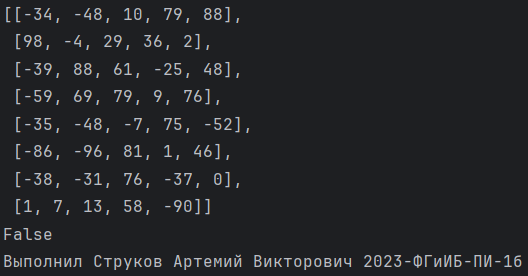 [[-34, -48, 10, 79, 88],
[98, -4, 29, 36, 2],
[-39, 88, 61, -25, 48],
[-59, 69, 79, 9, 76],
[-35, -48, -7, 75, -52],
[-86, -96, 81, 1, 46],
[-38, -31, 76, -37, 0],
[1, 7, 13, 58, -90]]
False
Выполнил Струков Артемий Викторович 2023-ФГиИБ-ПИ-1б